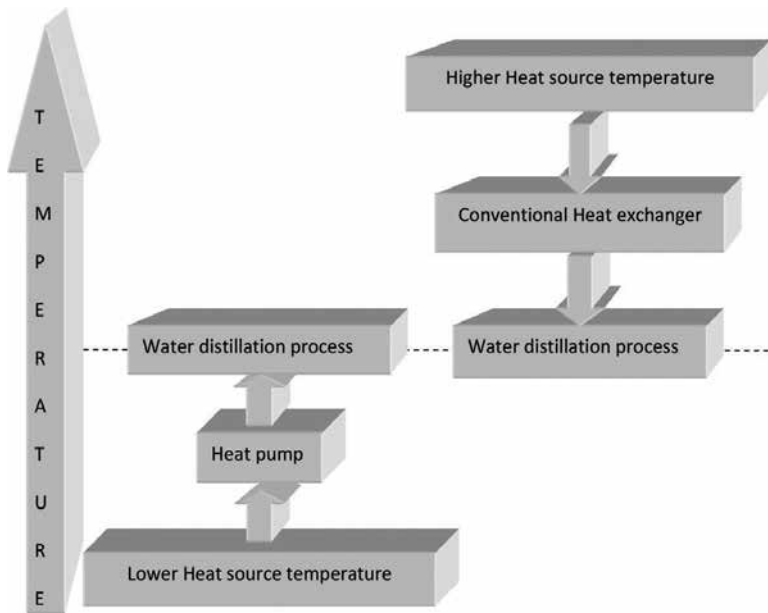 TEMPERATURE
Higher Heat source temperature
Conventional Heat exchanger
Water distillation process
Water distillation process
Heat pump
Lower Heat source temperature